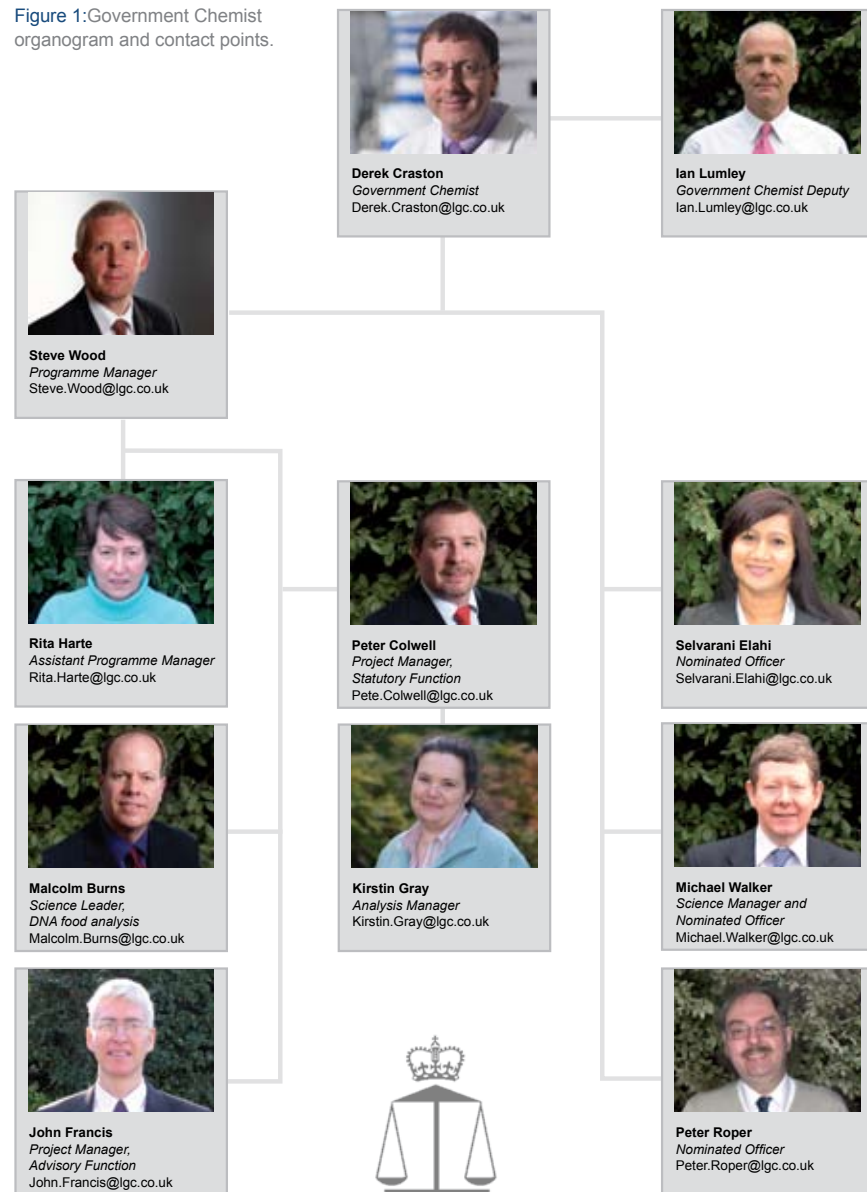 Figure 1:Government Chemist
organogram and contact points.
Derek Craston
Government Chemist
Derek.Craston@lgc.co.uk
Ian Lumley
Government Chemist Deputy
Ian.Lumley@lgc.co.uk
Steve Wood
Programme Manager
Steve.Wood@lgc.co.uk
Rita Harte
Assistant Programme Manager
Rita.Harte@lgc.co.uk
Peter Colwell
Project Manager,
Statutory Function
Pete.Colwell@lgc.co.uk
Selvarani Elahi
Nominated Officer
Selvarani.Elahi@lgc.co.uk
Malcolm Burns
Science Leader,
DNA food analysis
Malcolm.Burns@lgc.co.uk
Kirstin Gray
Analysis Manager
Kirstin.Gray@lgc.co.uk
Michael Walker
Science Manager and
Nominated Officer
Michael.Walker@lgc.co.uk
John Francis
Project Manager,
Advisory Function
John.Francis@lgc.co.uk
Peter Roper
Nominated Officer
Peter.Roper@lgc.co.uk